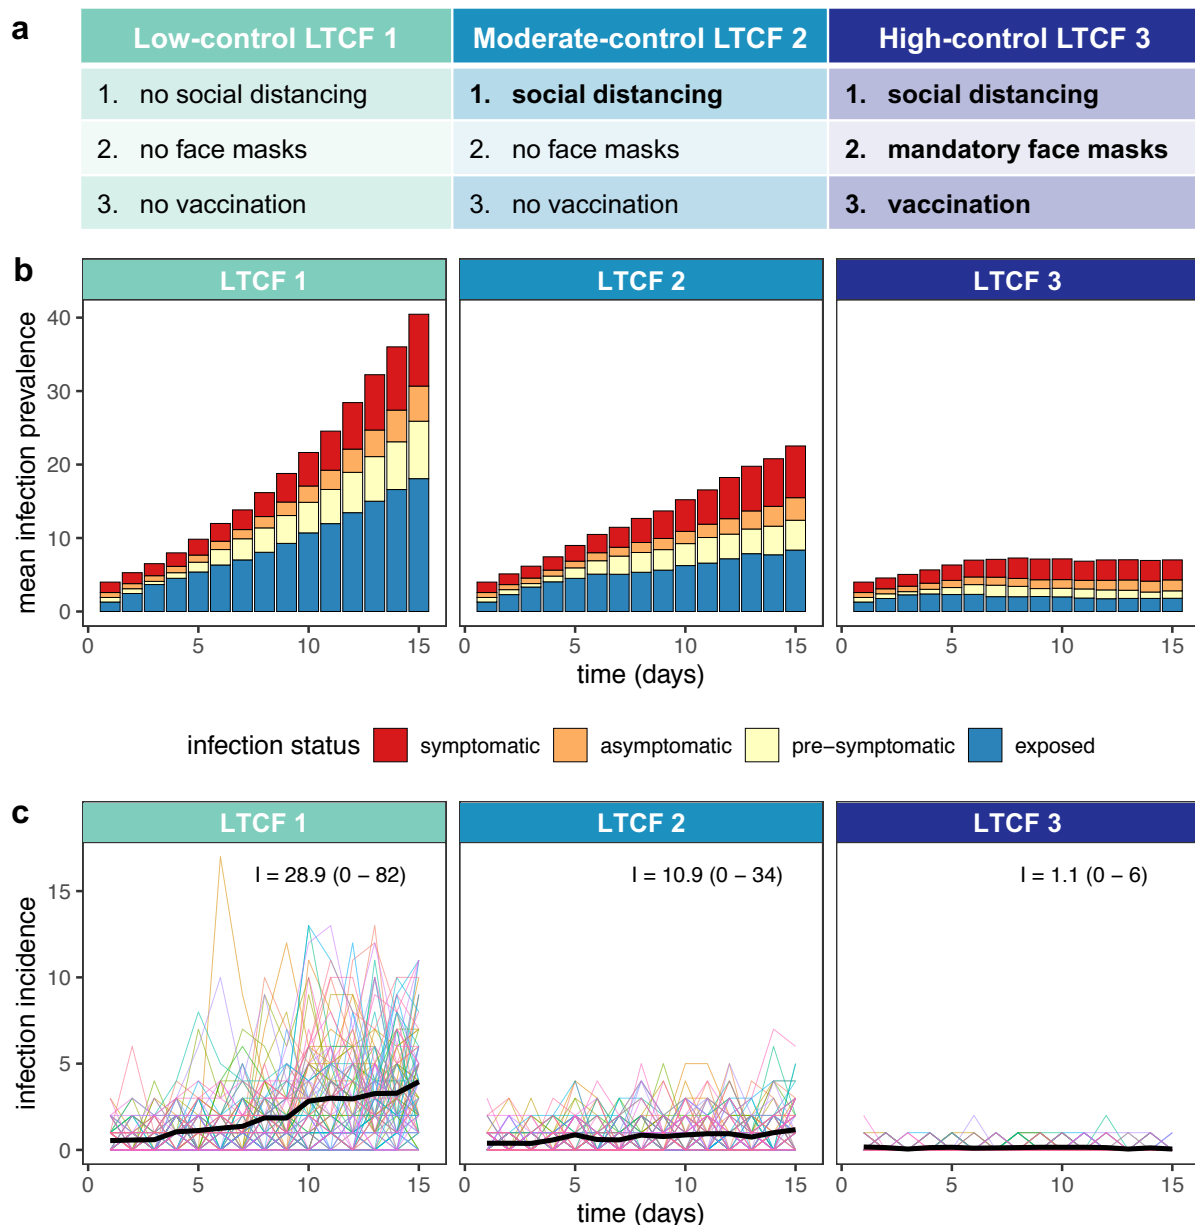 a
Low-control LTCF 1
Moderate-control LTCF 2
High-control LTCF 3
1. no social distancing
1. social distancing
1. social distancing
2. no face masks
2. no face masks
2. mandatory face masks
3. no vaccination
3. no vaccination
3. vaccination
b
LTCF 1
LTCF 2
LTCF 3
mean infection prevalence
40
30
20
10
0
0 5 10 15
0 5 10 15
0 5 10 15
time (days)
infection status symptomatic asymptomatic pre−symptomatic exposed
c
LTCF 1
LTCF 2
LTCF 3
I = 28.9 (0 − 82)
I = 10.9 (0 − 34)
I = 1.1 (0 − 6)
infection incidence
15
10
5
0
0 5 10 15
0 5 10 15
0 5 10 15
time (days)